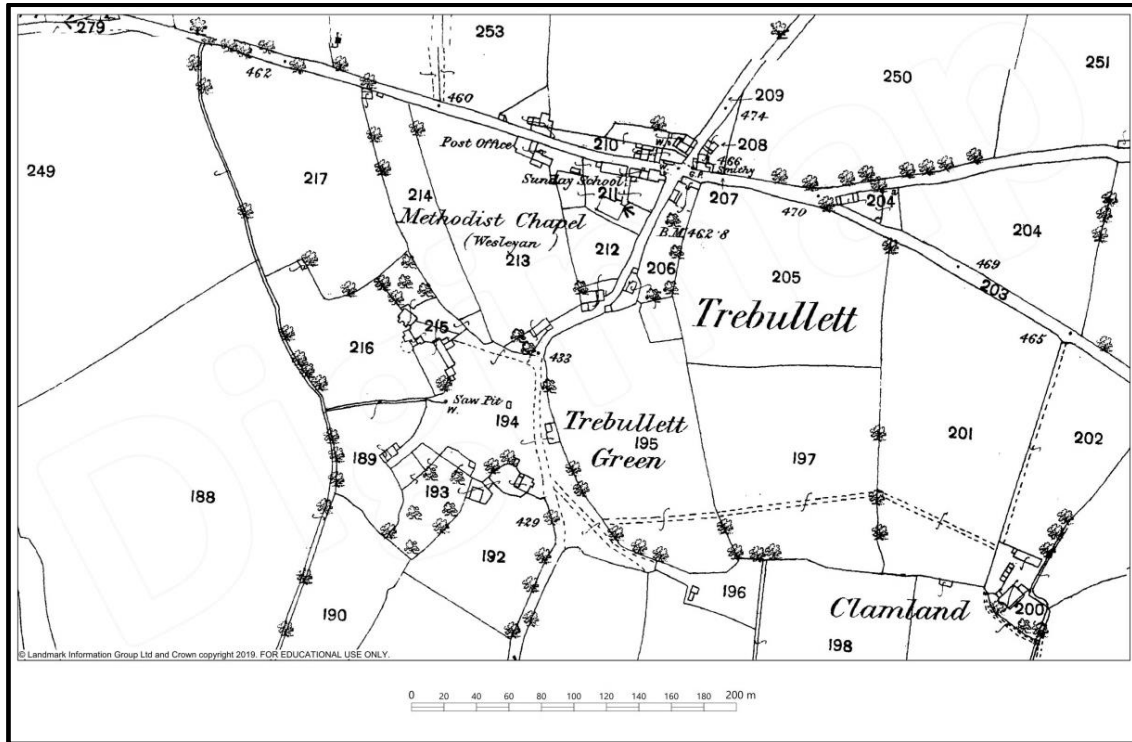 279
253
250
251
462
209
460
474
249
Post Office
210
W.
208
217
466
Smithy
214
Sunday School
G.P.
211
207
204
470
Methodist Chapel
(Wesleyan)
213
B.M. 462·8
212
204
206
205
469
203
Trebullett
215
465
216
433
Saw Pit
W.
194
Trebullett
195
Green
201
202
189
197
188
193
429
192
196
Clamland
200
190
198
© Landmark Information Group Ltd and Crown copyright 2019. FOR EDUCATIONAL USE ONLY.
0 20 40 60 80 100 120 140 160 180 200 m
Digimap